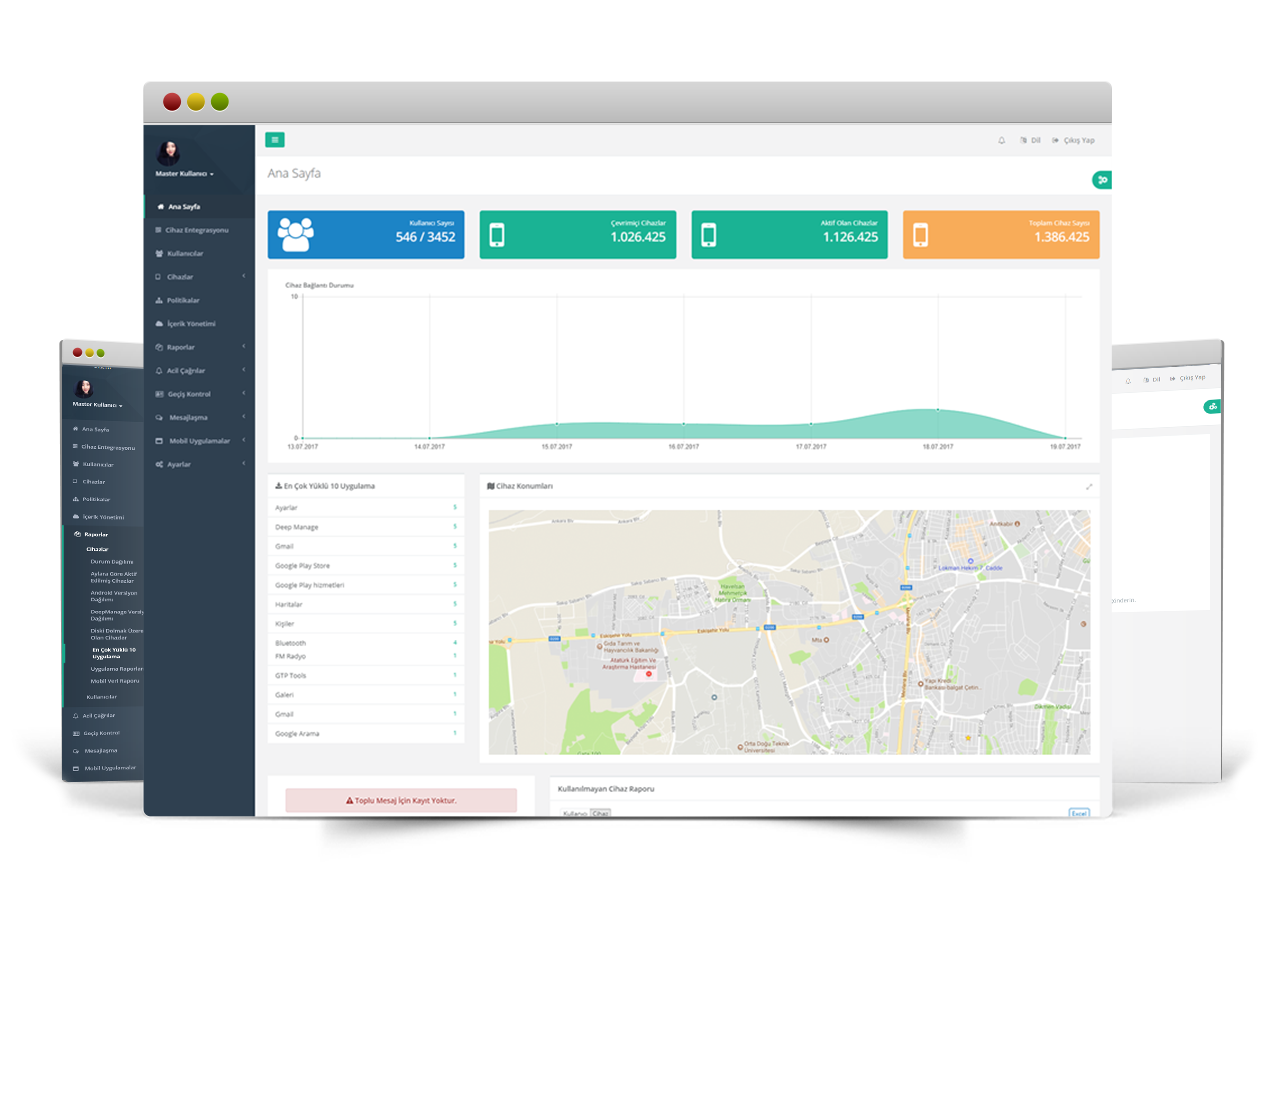 Master Kullanıcı
Ana Sayfa
Cihaz Entegrasyonu
Kullanıcılar
Cihazlar
Politikalar
İçerik Yönetimi
Raporlar
Acil Çağrılar
Geçiş Kontrol
Mesajlaşma
Mobil Uygulamalar
Ayarlar
Dil
Çıkış Yap
Ana Sayfa
Kullanıcı Sayısı
546 / 3452
Çevrimiçi Cihazlar
1.026.425
Aktif Olan Cihazlar
1.126.425
Toplam Cihaz Sayısı
1.386.425
Cihaz Bağlantı Durumu
10
0
13.07.2017 14.07.2017 15.07.2017 16.07.2017 17.07.2017 18.07.2017 19.07.2017
En Çok Yüklü 10 Uygulama
Ayarlar 5
Deep Manage 5
Gmail 5
Google Play Store 5
Google Play hizmetleri 5
Haritalar 5
Kişiler 5
Bluetooth 4
FM Radyo 1
GTP Tools 1
Galeri 1
Gmail 1
Google Arama 1
Cihaz Konumları
Anıtkabir
Lokman Hekim Cadde
Haversan
Mehmetçik
Hatıra Ormanı
Eskişehir Yolu
Eskişehir Yolu
Gıda Tarım ve
Hayvancılık Bakanlığı
Atatürk Eğitim Ve
Araştırma Hastanesi
Mta
Yapı Kredi
Bankası-balgat Çetin...
Dikmen Vadisi
Orta Doğu Teknik
Üniversitesi
Toplu Mesaj İçin Kayıt Yoktur.
Kullanılmayan Cihaz Raporu
Kullanıcı Cihaz
Excel
Master Kullanıcı
Ana Sayfa
Cihaz Entegrasyonu
Kullanıcılar
Cihazlar
Politikalar
İçerik Yönetimi
Raporlar
Cihazlar
Durum Dağılımı
Aylara Göre Aktif
Edilmiş Cihazlar
Android Versiyon
Dağılımı
DeepManage Versiy
Dağılımı
Diski Dolmak Üzere
Olan Cihazlar
En Çok Yüklü 10
Uygulama
Uygulama Raporları
Mobil Veri Raporu
Kullanıcılar
Acil Çağrılar
Geçiş Kontrol
Mesajlaşma
Mobil Uygulamalar
Dil
Çıkış Yap